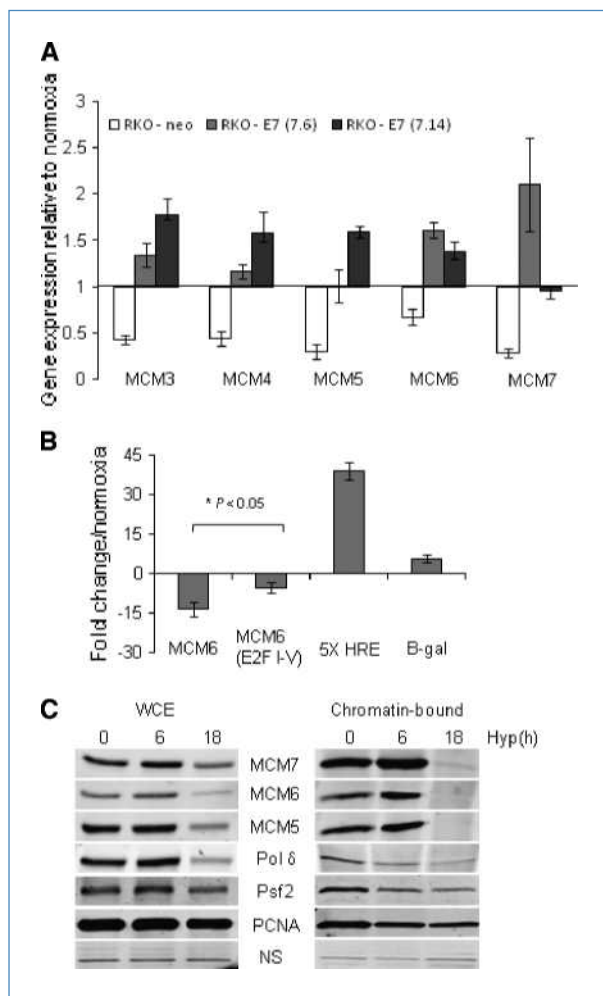 A
Gene expression relative to normoxia
3
2.5
2
1.5
1
0.5
0
RKO - neo RKO - E7 (7.6) RKO - E7 (7.14)
MCM3 MCM4 MCM5 MCM6 MCM7
B
Fold change/normoxia
45
30
15
0
-15
-30
* P < 0.05
MCM6 MCM6 (E2F I-V) 5X HRE B-gal
C
WCE Chromatin-bound
0 6 18 0 6 18 Hyp(h)
MCM7
MCM6
MCM5
Pol δ
Psf2
PCNA
NS